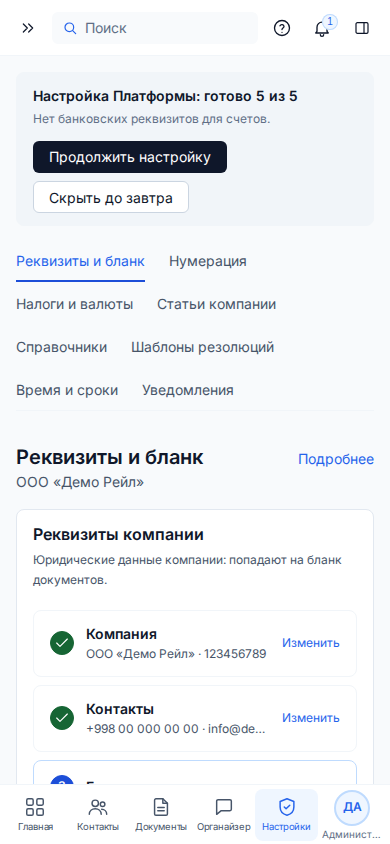 Поиск
1
Настройка Платформы: готово 5 из 5
Нет банковских реквизитов для счетов.
Продолжить настройку
Скрыть до завтра
Реквизиты и бланк
Нумерация
Налоги и валюты
Статьи компании
Справочники
Шаблоны резолюций
Время и сроки
Уведомления
Реквизиты и бланк
Подробнее
ООО «Демо Рейл»
Реквизиты компании
Юридические данные компании: попадают на бланк
документов.
Компания
ООО «Демо Рейл» · 123456789
Изменить
Контакты
+998 00 000 00 00 · info@de...
Изменить
Главная
Контакты
Документы
Органайзер
Настройки
ДА
Админист...